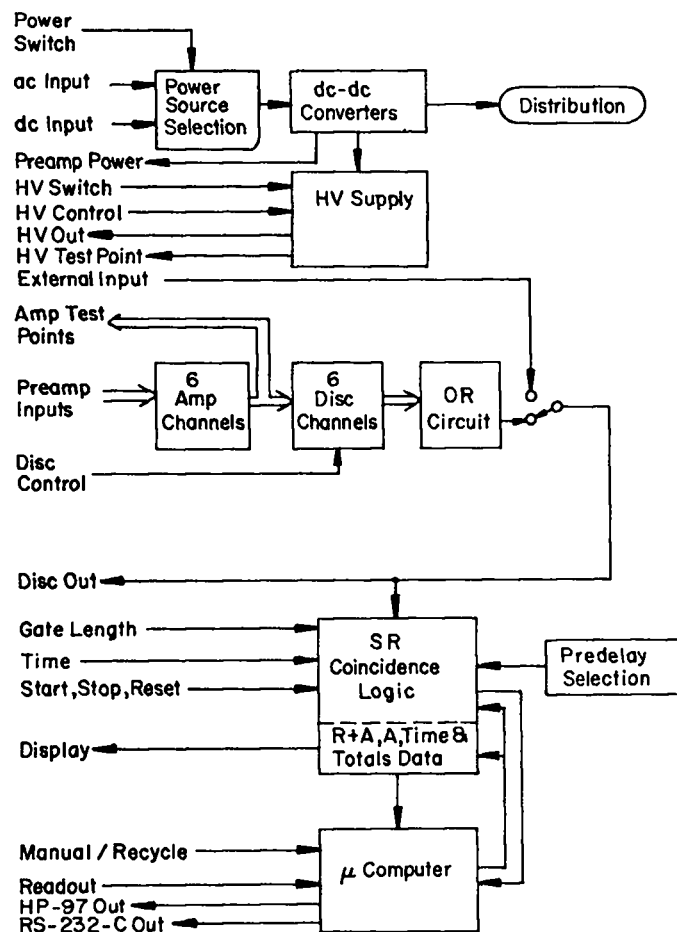 Power
Switch
ac Input
dc Input
Power
Source
Selection
dc-dc
Converters
Distribution
Preamp Power
HV Switch
HV Control
HV Out
HV Test Point
HV Supply
External Input
Amp Test
Points
Preamp
Inputs
6
Amp
Channels
6
Disc
Channels
OR
Circuit
Disc
Control
Disc Out
Gate Length
Time
Start,Stop,Reset
SR
Coincidence
Logic
Predelay
Selection
Display
R+A,A,Time &
Totals Data
Manual / Recycle
Readout
HP-97 Out
RS-232-C Out
μ Computer